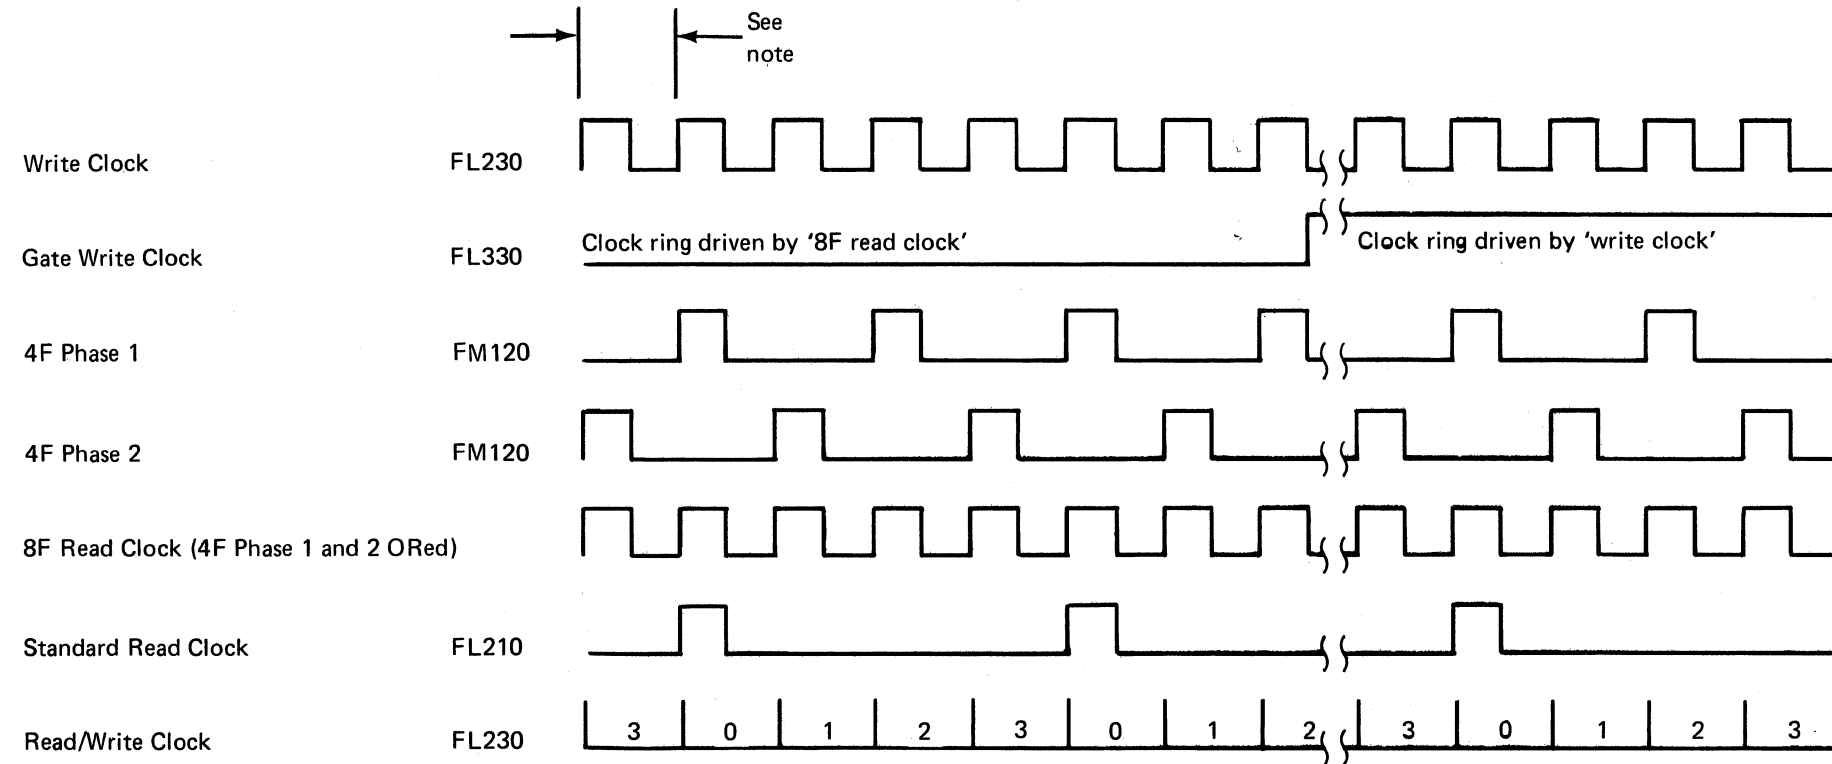 See
note
Write Clock FL230
Gate Write Clock FL330 Clock ring driven by ‘8F read clock’ Clock ring driven by ‘write clock’
4F Phase 1 FM120
4F Phase 2 FM120
8F Read Clock (4F Phase 1 and 2 ORed)
Standard Read Clock FL210
Read/Write Clock FL230 3 0 1 2 3 0 1 2 3 0 1 2 3